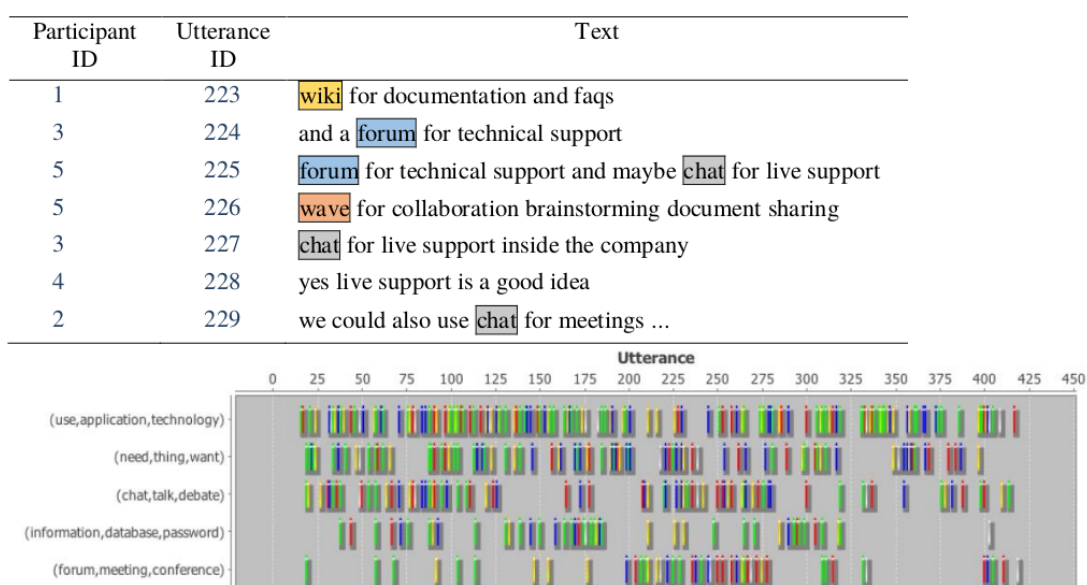 Participant ID Utterance ID Text
1 223 wiki for documentation and faqs
3 224 and a forum for technical support
5 225 forum for technical support and maybe chat for live support
5 226 wave for collaboration brainstorming document sharing
3 227 chat for live support inside the company
4 228 yes live support is a good idea
2 229 we could also use chat for meetings ...
Utterance
0 25 50 75 100 125 150 175 200 225 250 275 300 325 350 375 400 425 450
(use,application,technology)
(need,thing,want)
(chat,talk,debate)
(information,database,password)
(forum,meeting,conference)